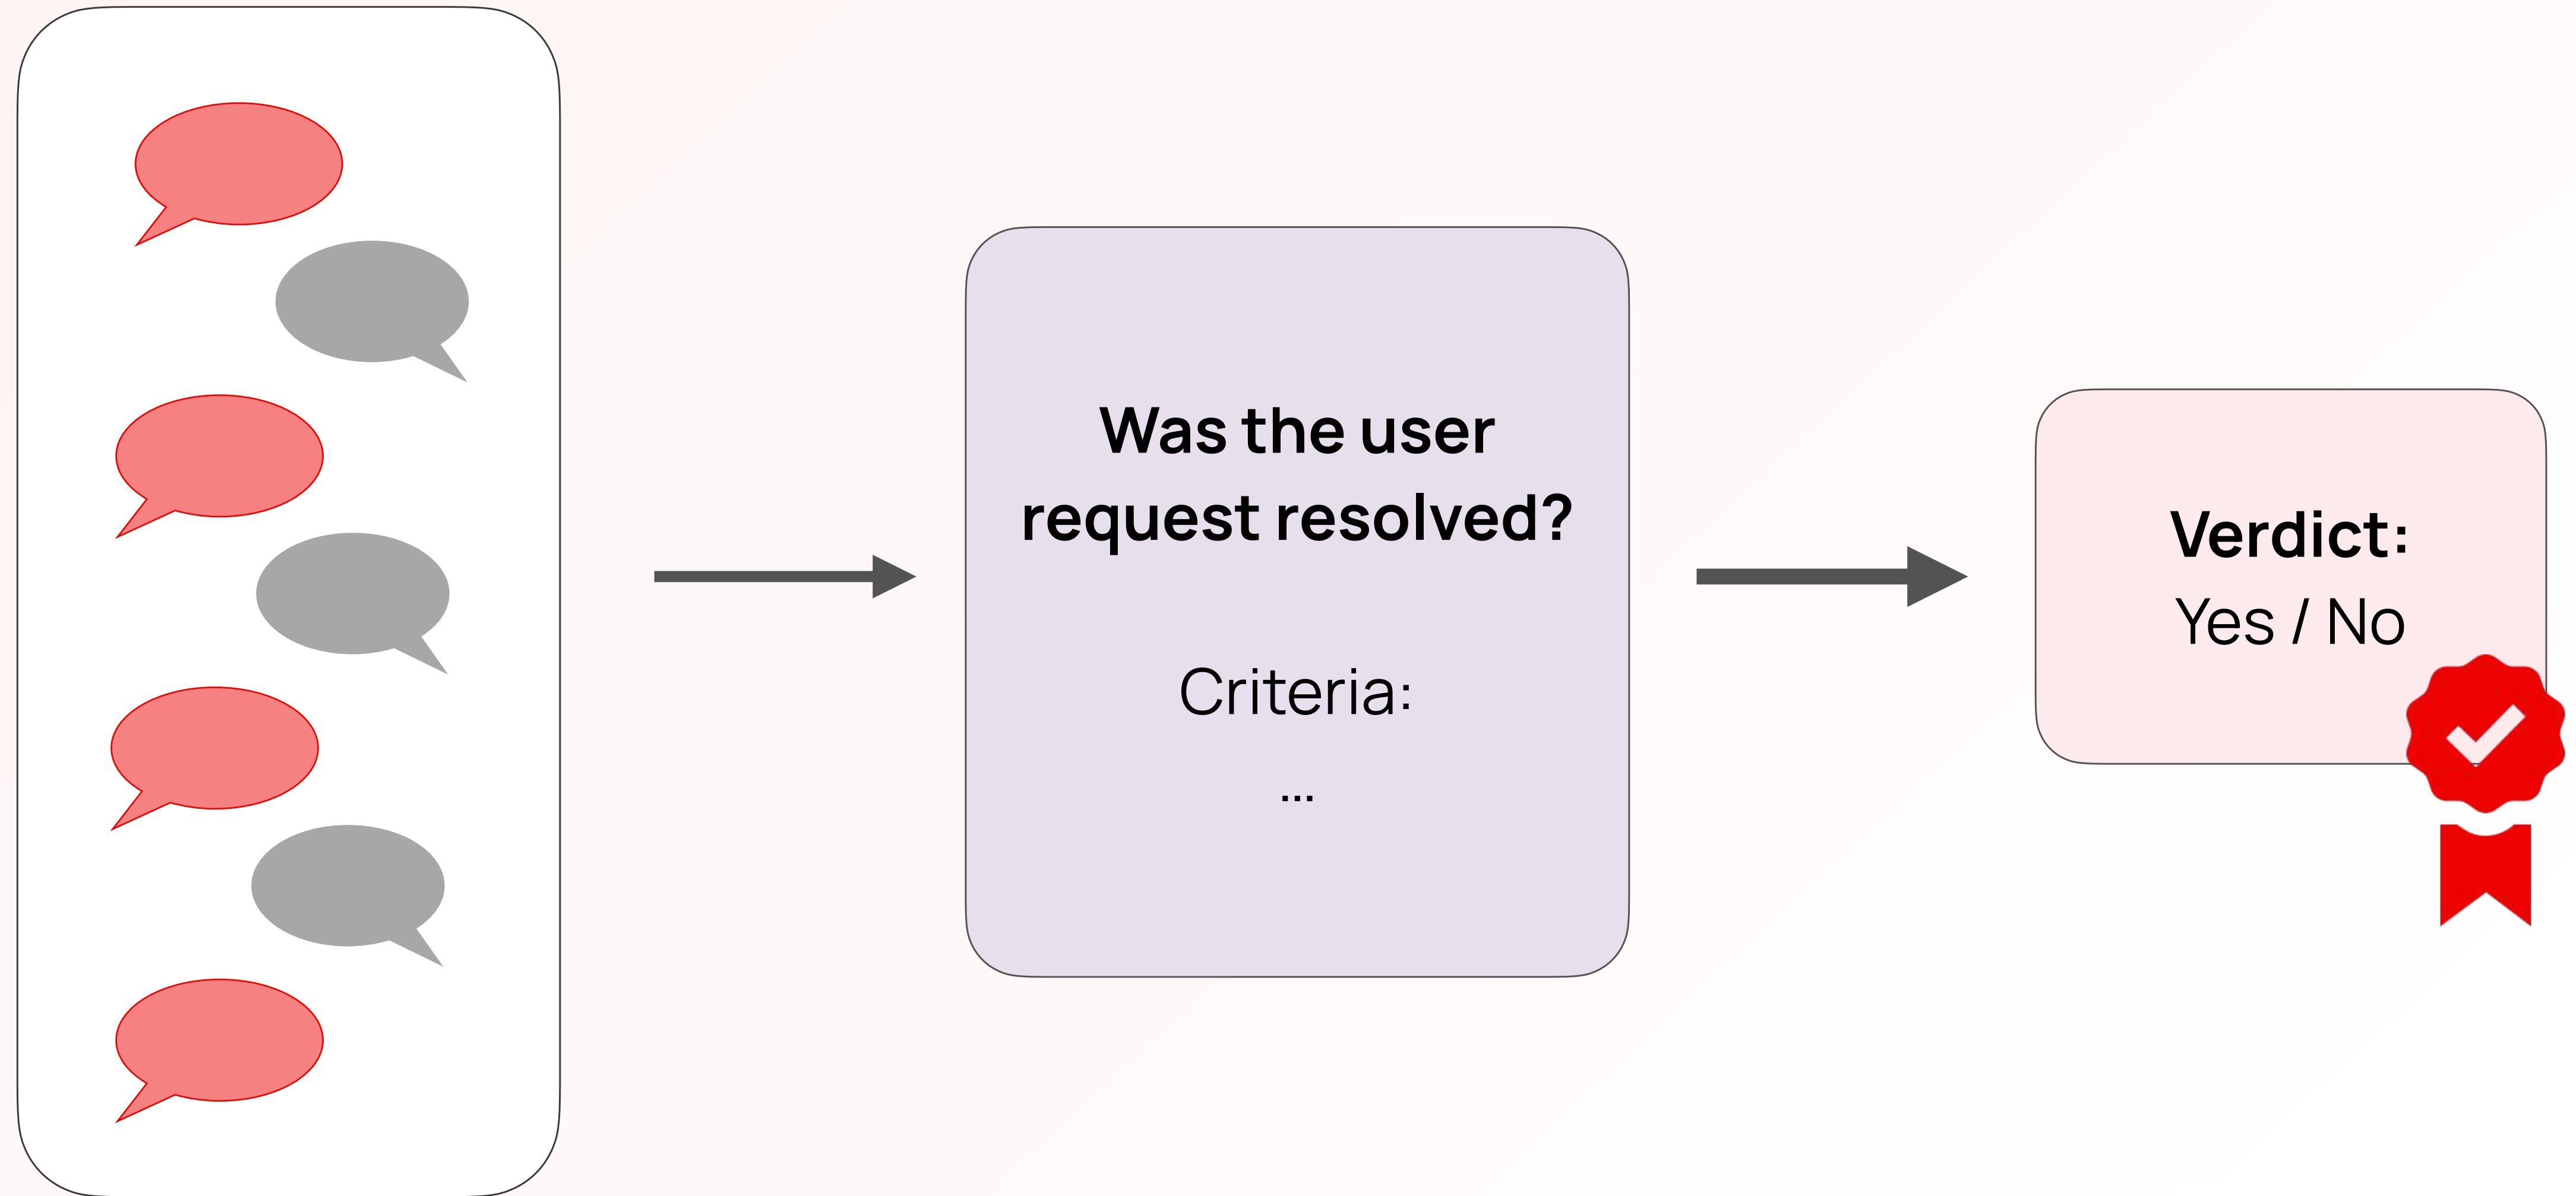 Was the user
request resolved?
Criteria:
...
Verdict:
Yes / No